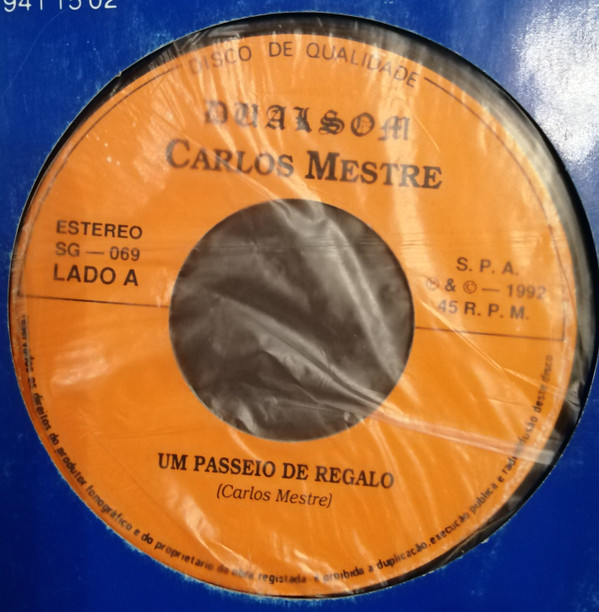 941 15 02
DISCO DE QUALIDADE
DUALSOM
CARLOS MESTRE
ESTEREO
SG — 069
LADO A
S. P. A.
℗ & © — 1992
45 R. P. M.
UM PASSEIO DE REGALO
(Carlos Mestre)
os direitos do produtor fonográfico e do proprietário da obra registada é proibida a duplicação, execução pública e radiodifusão deste disco